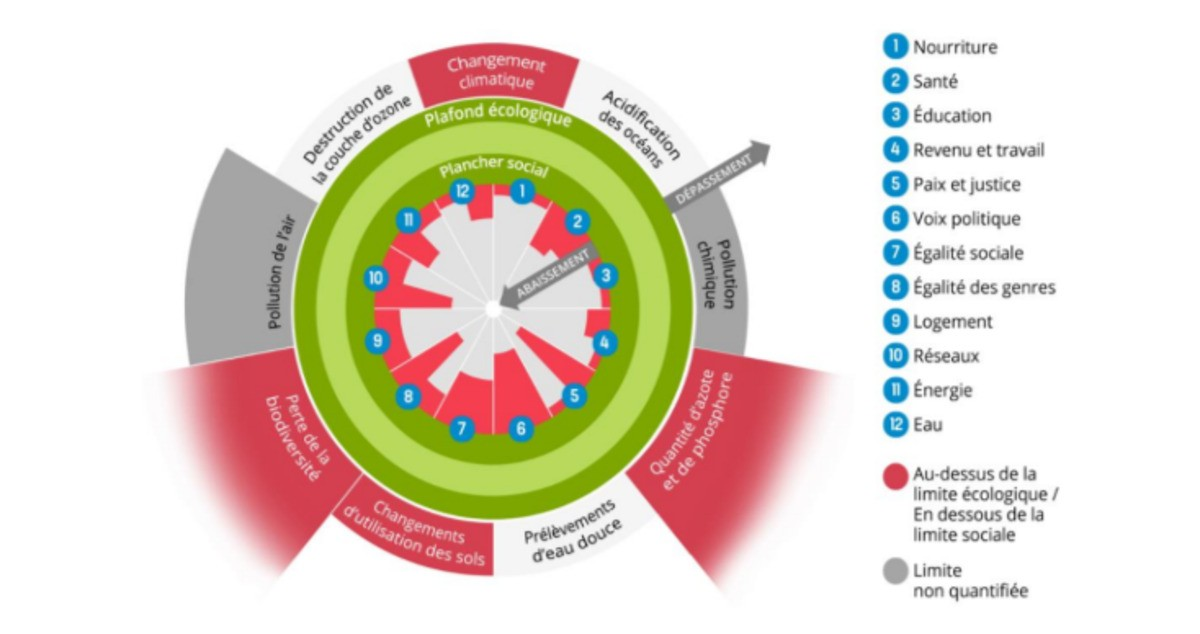 Changement
climatique
Acidification
des océans
DÉPASSEMENT
Pollution
chimique
Quantité d'azote
et de phosphore
Prélèvements
d'eau douce
Changements
d'utilisation des sols
Perte de la
biodiversité
Pollution de l'air
Destruction de
la couche d'ozone
Plafond écologique
Plancher social
ABAISSEMENT
1
2
3
4
5
6
7
8
9
10
11
12
1 Nourriture
2 Santé
3 Éducation
4 Revenu et travail
5 Paix et justice
6 Voix politique
7 Égalité sociale
8 Égalité des genres
9 Logement
10 Réseaux
11 Énergie
12 Eau
Au-dessus de la
limite écologique /
En dessous de la
limite sociale
Limite
non quantifiée